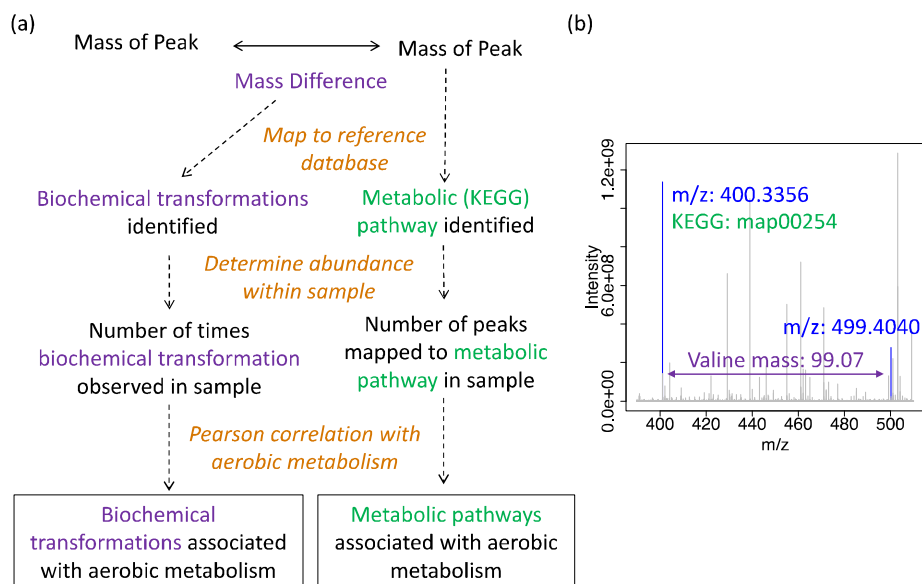 (a)
Mass of Peak
Mass of Peak
Mass Difference
Map to reference
database
Biochemical transformations
identified
Metabolic (KEGG)
pathway identified
Determine abundance
within sample
Number of times
biochemical transformation
observed in sample
Number of peaks
mapped to metabolic
pathway in sample
Pearson correlation with
aerobic metabolism
Biochemical
transformations associated
with aerobic metabolism
Metabolic pathways
associated with aerobic
metabolism
(b)
Intensity
1.2e+09
6.0e+08
0.0e+00
m/z: 400.3356
KEGG: map00254
m/z: 499.4040
Valine mass: 99.07
400
420
440
460
480
500
m/z